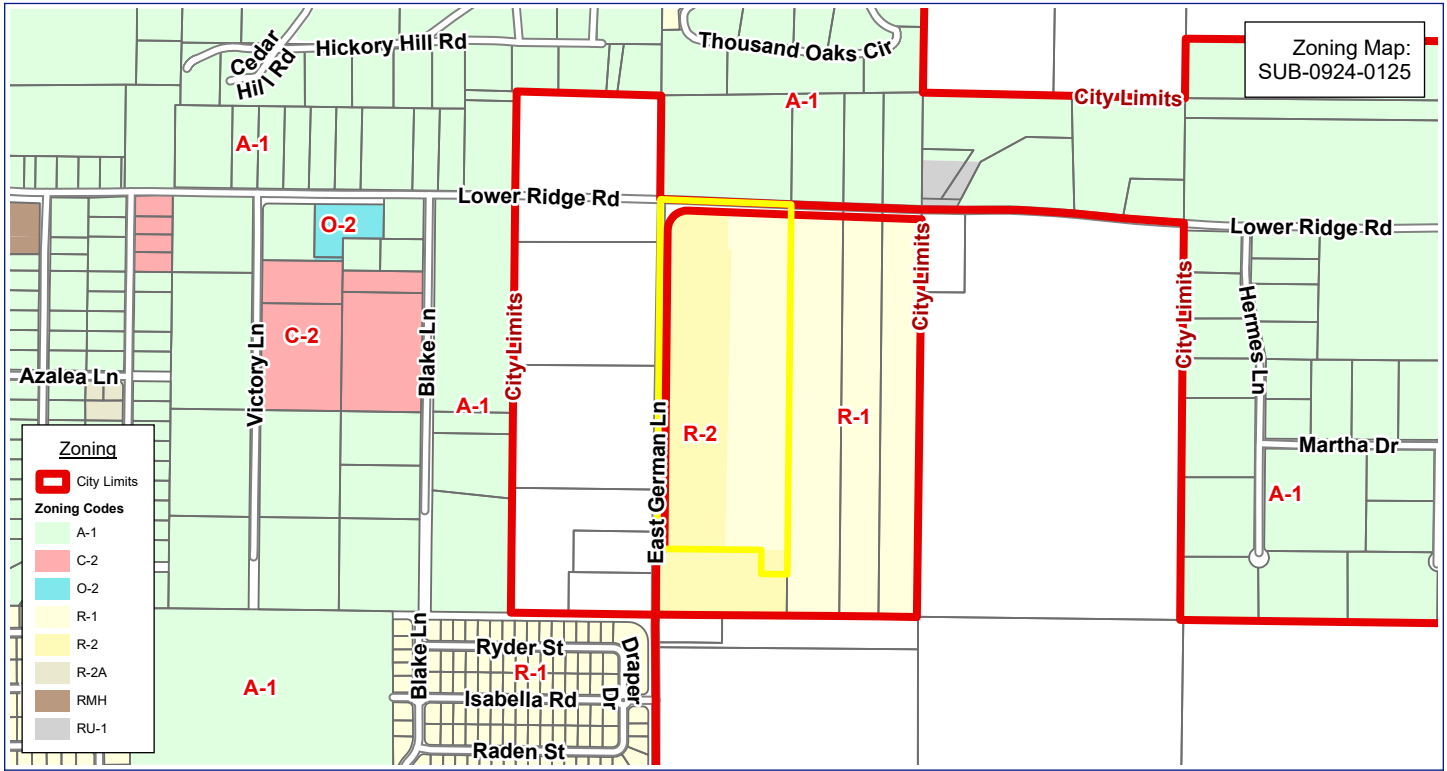 Cedar
Hill Rd
Hickory Hill Rd
Thousand Oaks Cir
Zoning Map:
SUB-0924-0125
A-1
City Limits
A-1
Lower Ridge Rd
O-2
Lower Ridge Rd
City Limits
City Limits
City Limits
Hermes Ln
C-2
Victory Ln
Blake Ln
Azalea Ln
A-1
R-2
R-1
East German Ln
Martha Dr
A-1
Zoning
City Limits
Zoning Codes
A-1
C-2
O-2
R-1
R-2
R-2A
RMH
RU-1
A-1
Blake Ln
Ryder St
R-1
Draper
Dr
Isabella Rd
Raden St